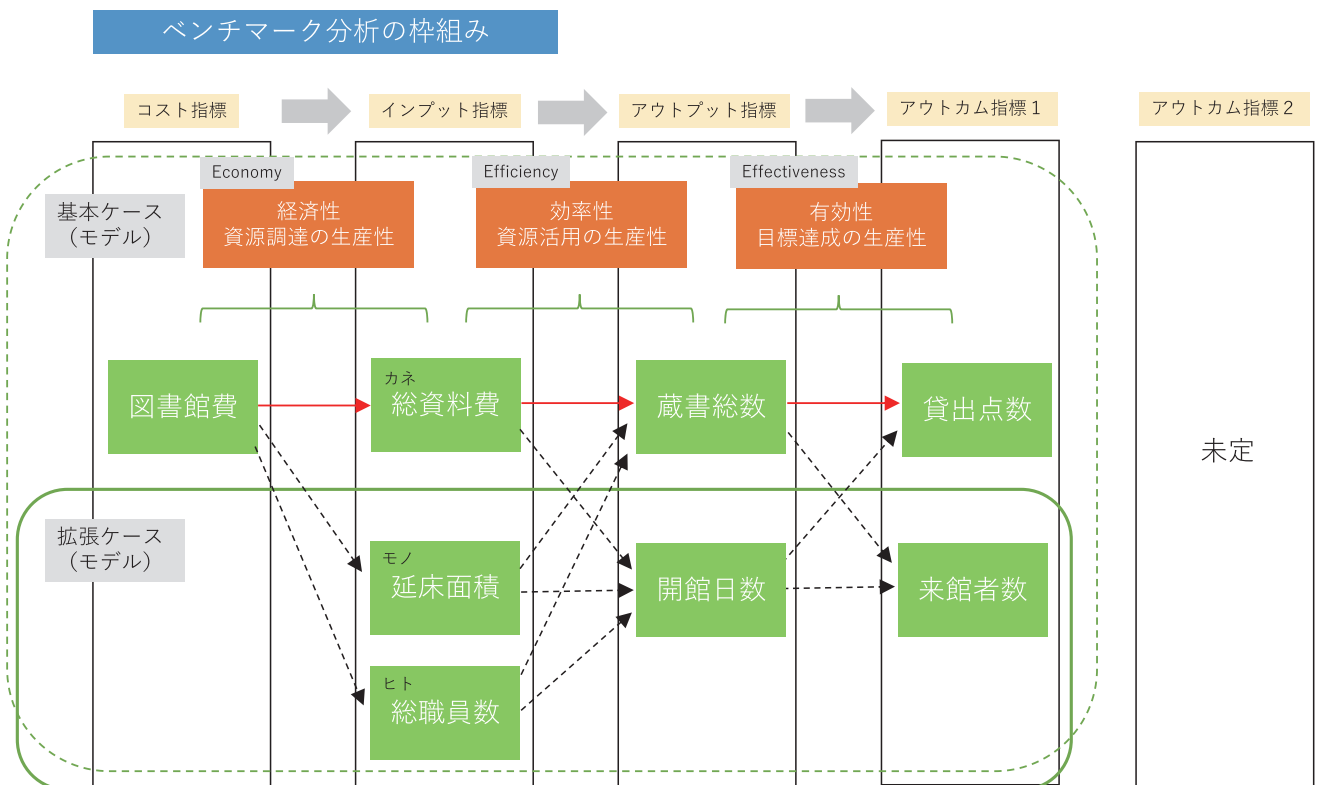 ベンチマーク分析の枠組み
コスト指標
インプット指標
アウトプット指標
アウトカム指標1
アウトカム指標2
Economy
Efficiency
Effectiveness
基本ケース
（モデル）
経済性
資源調達の生産性
効率性
資源活用の生産性
有効性
目標達成の生産性
図書館費
カネ
総資料費
蔵書総数
貸出点数
未定
拡張ケース
（モデル）
モノ
延床面積
開館日数
来館者数
ヒト
総職員数